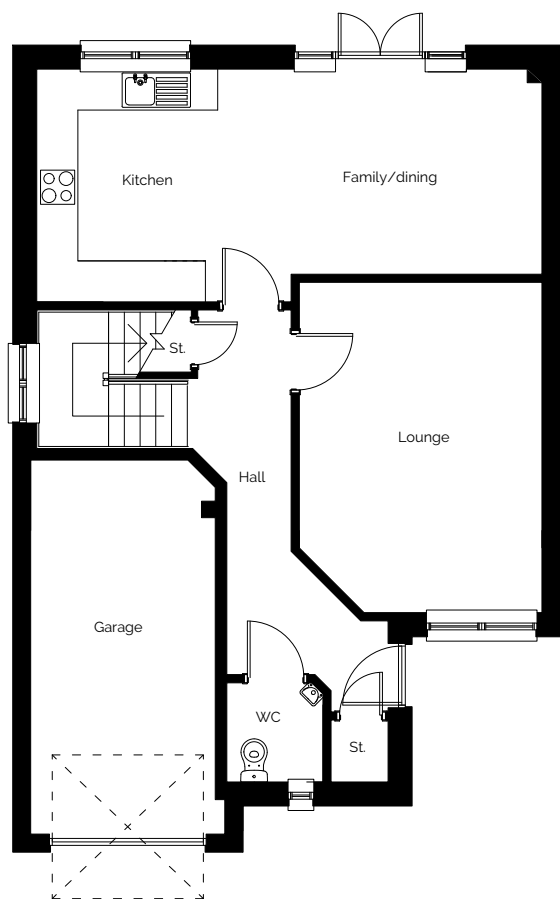 Kitchen
Family/dining
St.
Lounge
Hall
Garage
WC
St.